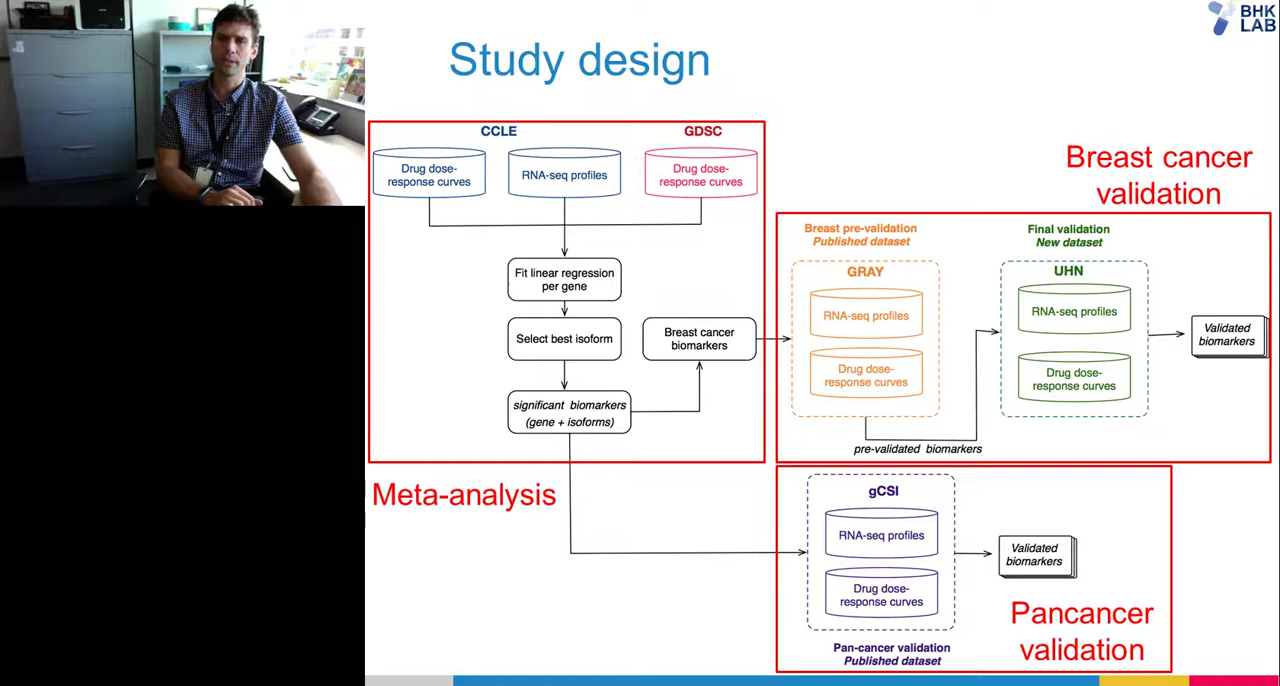 BHK
LAB
Study design
CCLE
GDSC
Drug dose-
response curves
RNA-seq profiles
Drug dose-
response curves
Fit linear regression
per gene
Select best isoform
significant biomarkers
(gene + isoforms)
Breast cancer
biomarkers
Meta-analysis
Breast cancer
validation
Breast pre-validation
Published dataset
GRAY
RNA-seq profiles
Drug dose-
response curves
pre-validated biomarkers
Final validation
New dataset
UHN
RNA-seq profiles
Drug dose-
response curves
Validated
biomarkers
gCSI
RNA-seq profiles
Drug dose-
response curves
Pan-cancer validation
Published dataset
Validated
biomarkers
Pancancer
validation